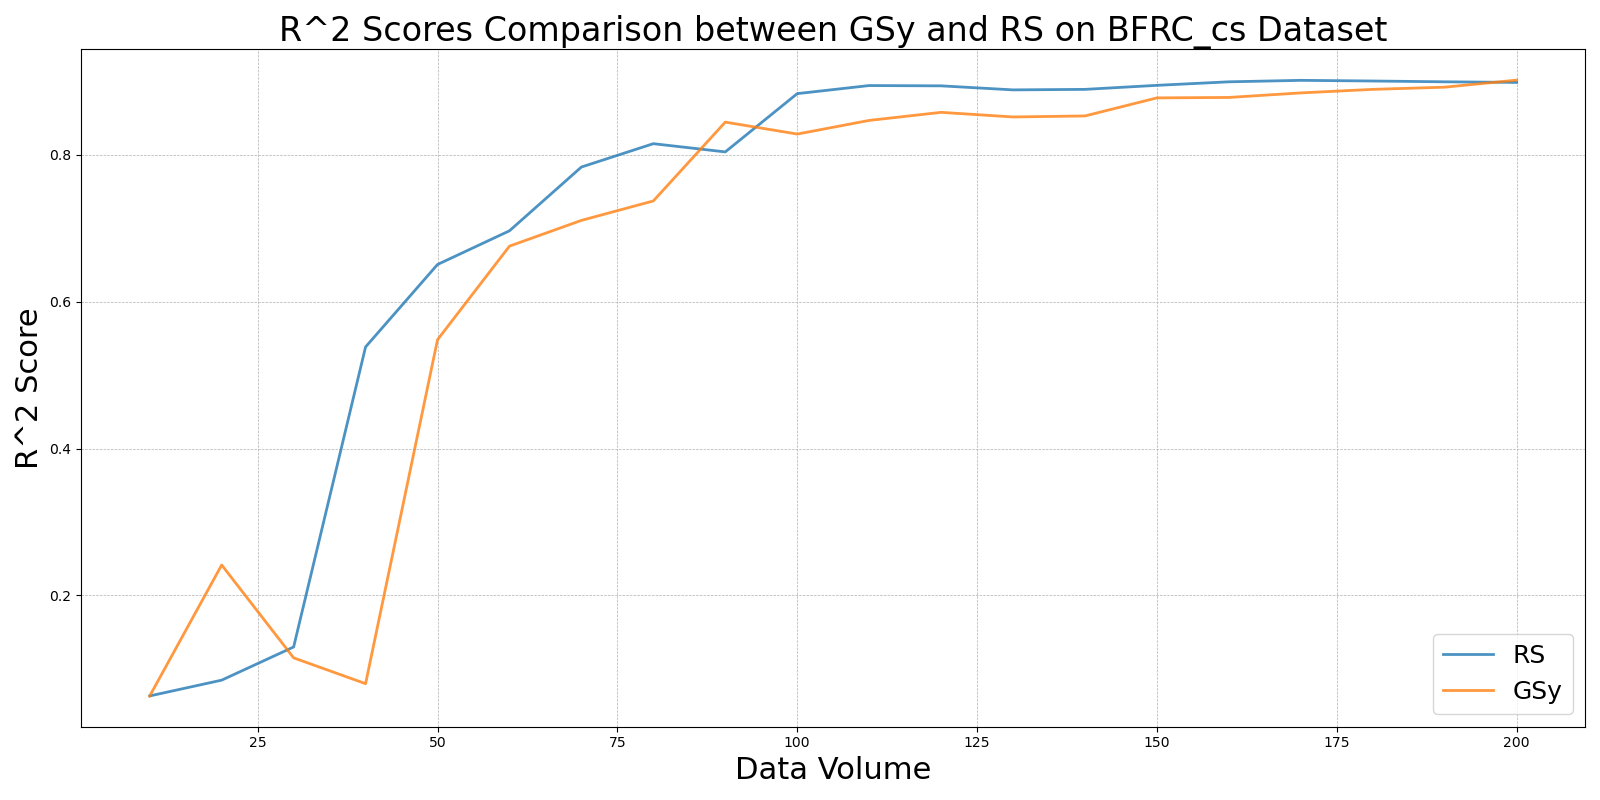 R^2 Scores Comparison between GSy and RS on BFRC_cs Dataset
R^2 Score
0.8
0.6
0.4
0.2
25 50 75 100 125 150 175 200
Data Volume
RS
GSy